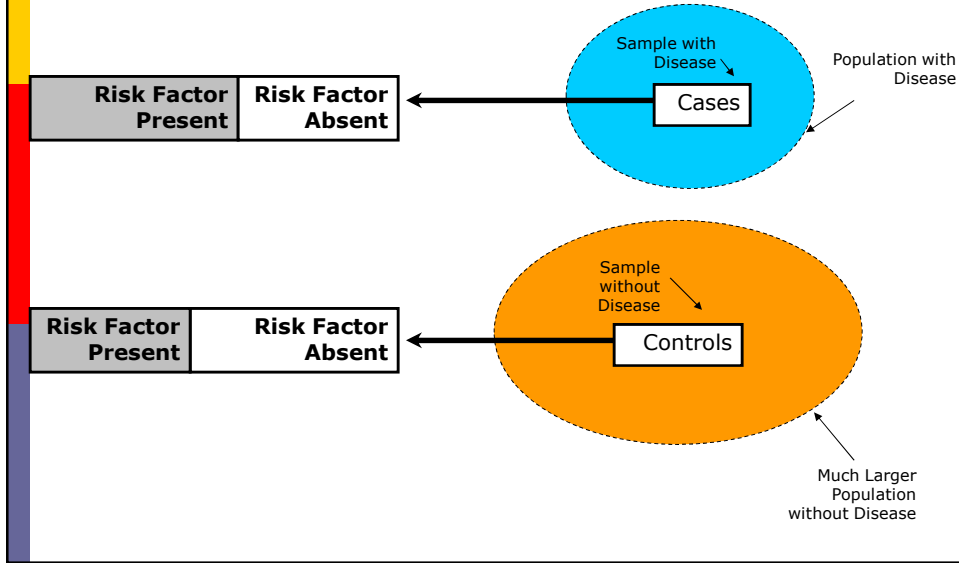 Sample with
Disease
Population with
Disease
Risk Factor
Present
Risk Factor
Absent
Cases
Sample
without
Disease
Risk Factor
Present
Risk Factor
Absent
Controls
Much Larger
Population
without Disease